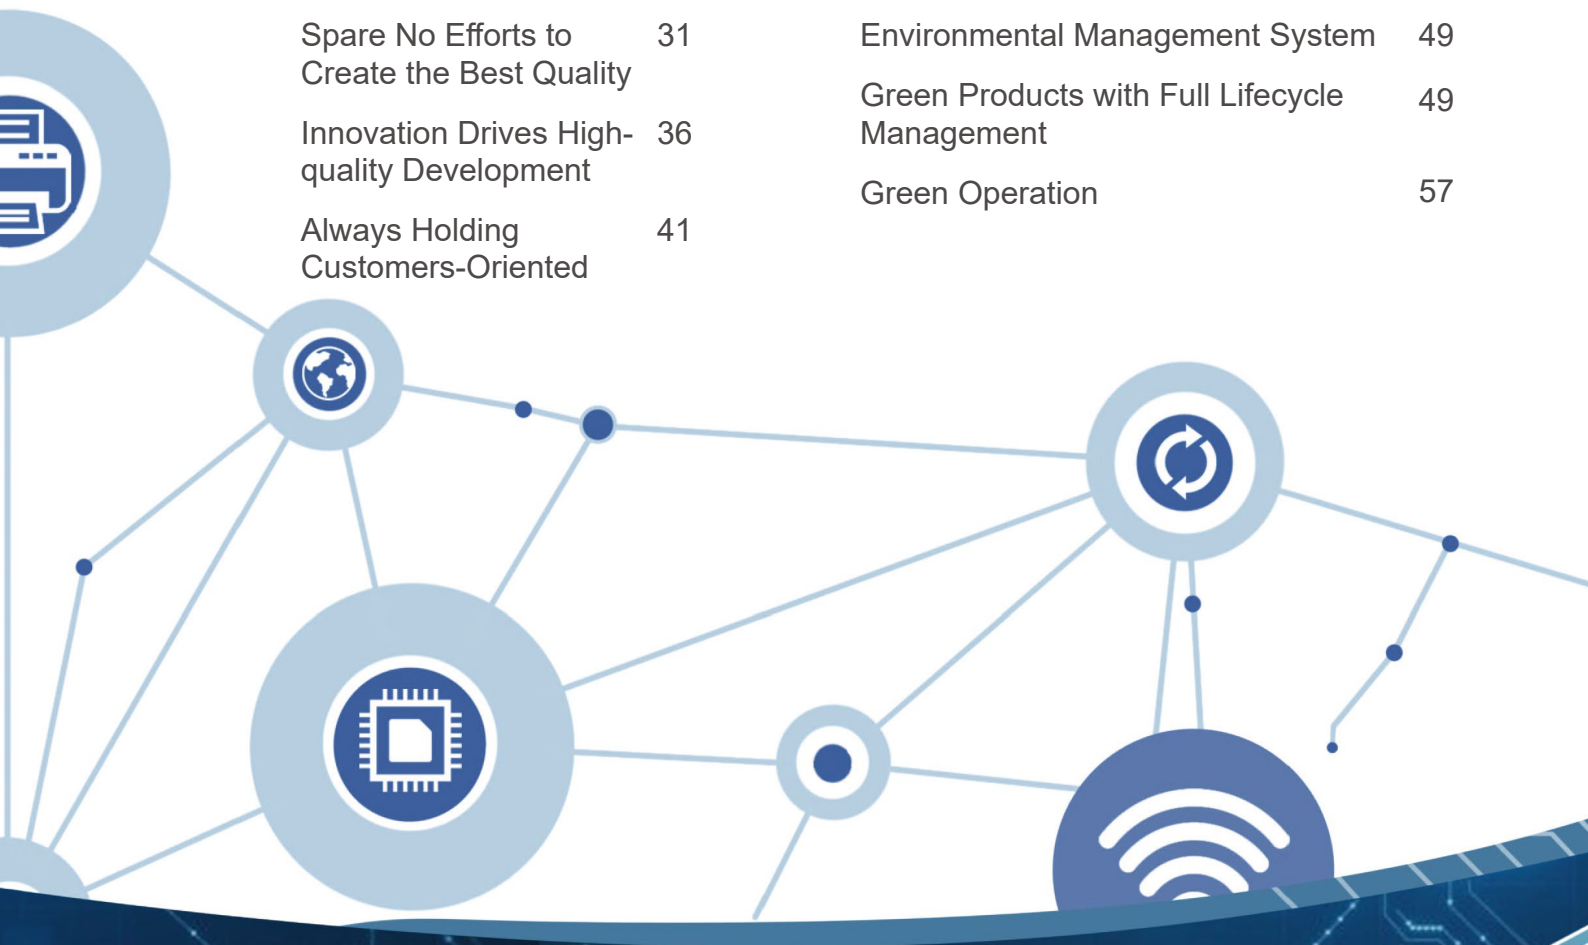 Spare No Efforts to 31
Create the Best Quality
Innovation Drives High- 36
quality Development
Always Holding 41
Customers-Oriented
Environmental Management System 49
Green Products with Full Lifecycle 49
Management
Green Operation 57